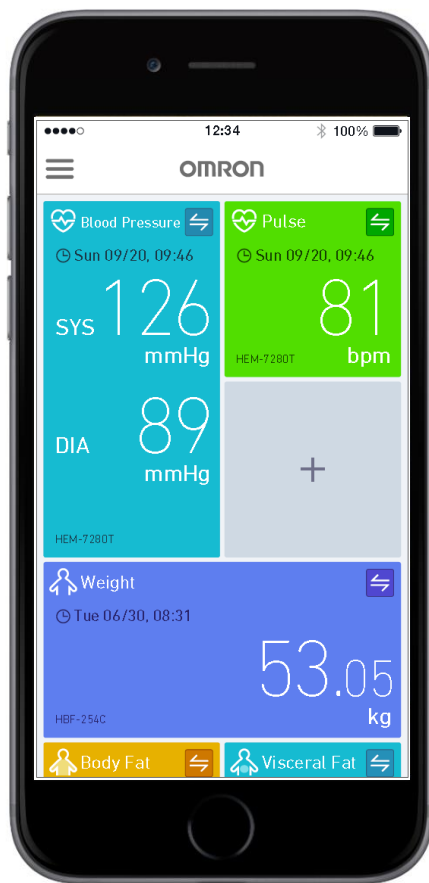 12:34
100%
OMRON
Blood Pressure
Sun 09/20, 09:46
SYS 126
mmHg
DIA 89
mmHg
HEM-7280T
Pulse
Sun 09/20, 09:46
81
HEM-7280T
bpm
+
Weight
Tue 06/30, 08:31
53.05
HBF-254C
kg
Body Fat
Visceral Fat